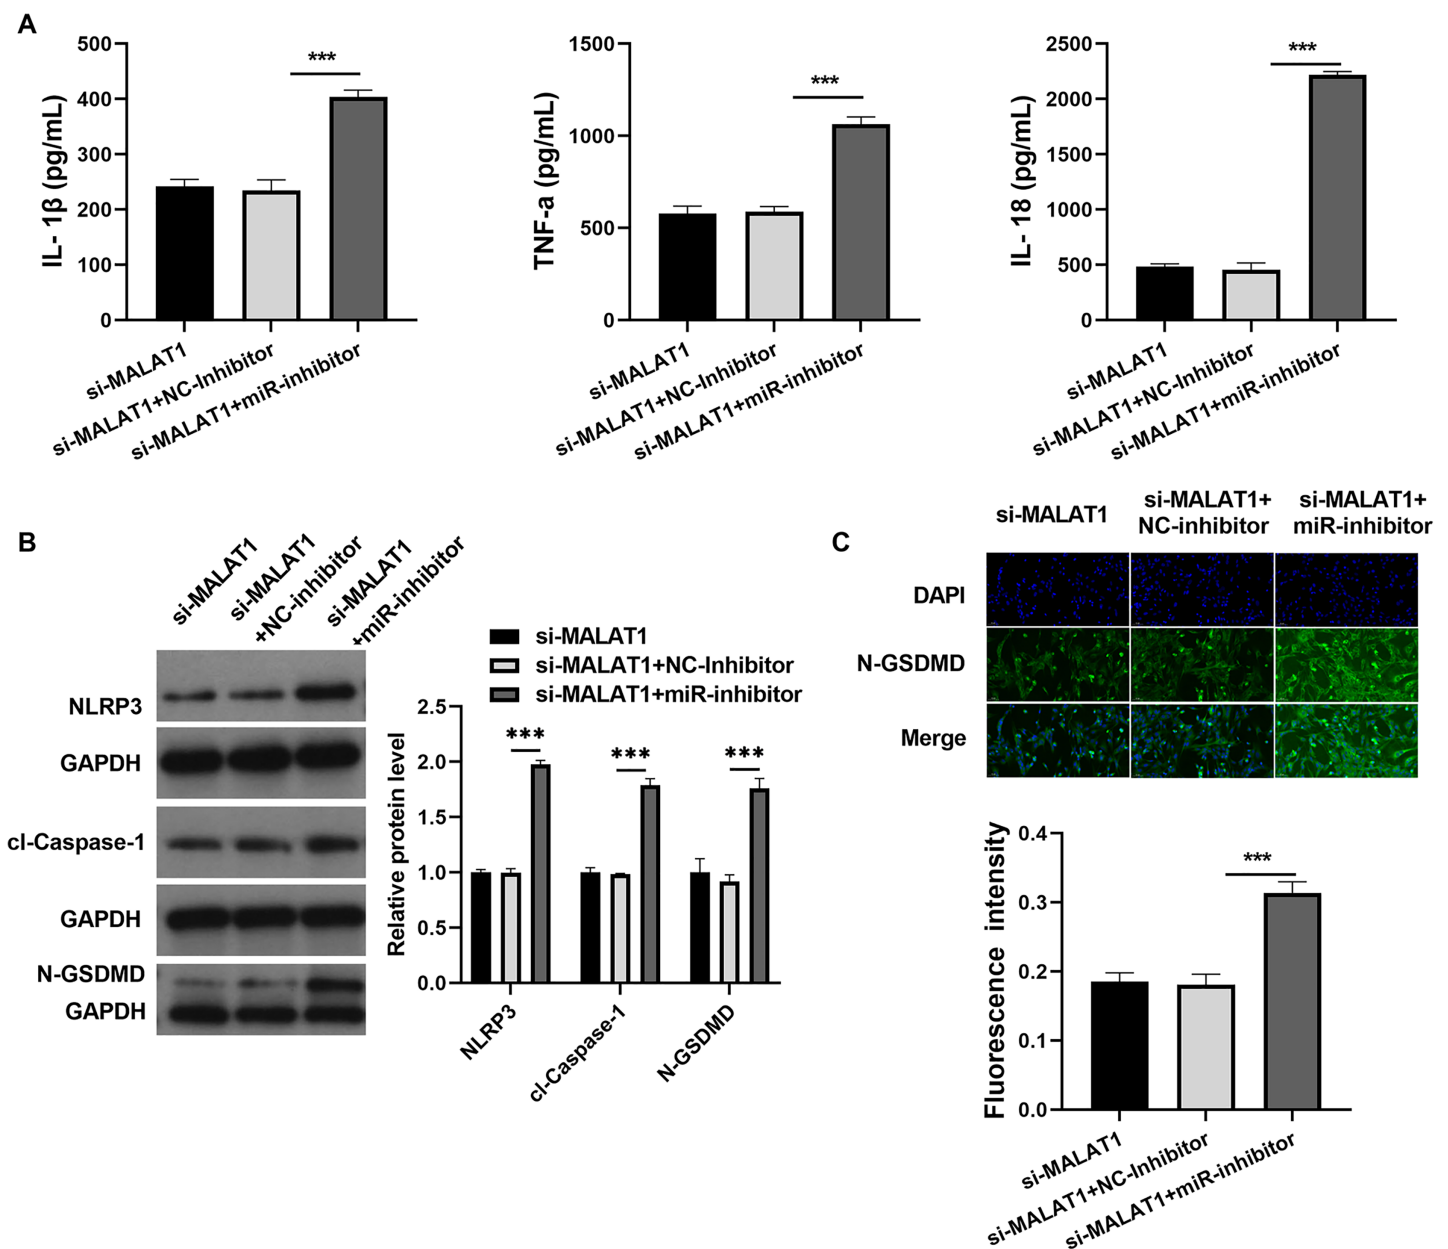 A
500
400
300
200
100
0
IL- 1β (pg/mL)
***
si-MALAT1
si-MALAT1+NC-Inhibitor
si-MALAT1+miR-inhibitor
1500
1000
500
0
TNF-a (pg/mL)
***
si-MALAT1
si-MALAT1+NC-Inhibitor
si-MALAT1+miR-inhibitor
2500
2000
1500
1000
500
0
IL- 18 (pg/mL)
***
si-MALAT1
si-MALAT1+NC-Inhibitor
si-MALAT1+miR-inhibitor
B
si-MALAT1
si-MALAT1
+NC-inhibitor
si-MALAT1
+miR-inhibitor
NLRP3
GAPDH
cl-Caspase-1
GAPDH
N-GSDMD
GAPDH
si-MALAT1
si-MALAT1+NC-Inhibitor
si-MALAT1+miR-inhibitor
2.5
2.0
1.5
1.0
0.5
0.0
Relative protein level
***
***
***
NLRP3
cl-Caspase-1
N-GSDMD
C
si-MALAT1
si-MALAT1+
NC-inhibitor
si-MALAT1+
miR-inhibitor
DAPI
N-GSDMD
Merge
0.4
0.3
0.2
0.1
0.0
Fluorescence intensity
***
si-MALAT1
si-MALAT1+NC-Inhibitor
si-MALAT1+miR-inhibitor